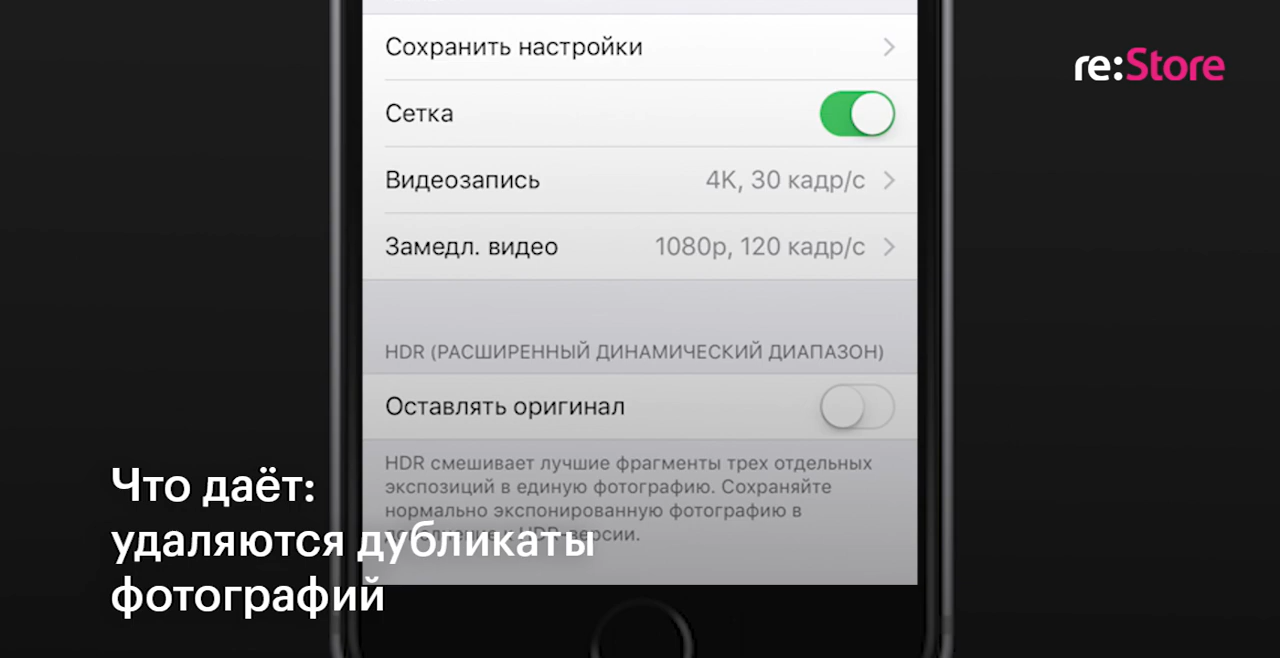 re:Store
Сохранить настройки
Сетка
Видеозапись 4K, 30 кадр/с
Замедл. видео 1080p, 120 кадр/с
HDR (РАСШИРЕННЫЙ ДИНАМИЧЕСКИЙ ДИАПАЗОН)
Оставлять оригинал
HDR смешивает лучшие фрагменты трех отдельных
экспозиций в единую фотографию. Сохраняйте
нормально экспонированную фотографию в
HDR-версии.
Что даёт:
удаляются дубликаты
фотографий